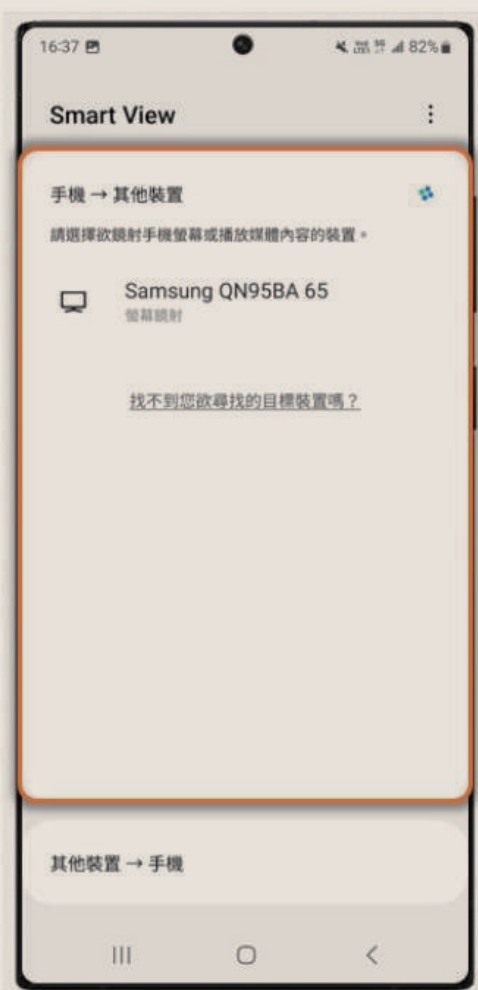 16:37 82%
Smart View
手機 → 其他裝置
請選擇欲鏡射手機螢幕或播放媒體內容的裝置。
Samsung QN95BA 65
螢幕鏡射
找不到您欲尋找的目標裝置嗎？
其他裝置 → 手機